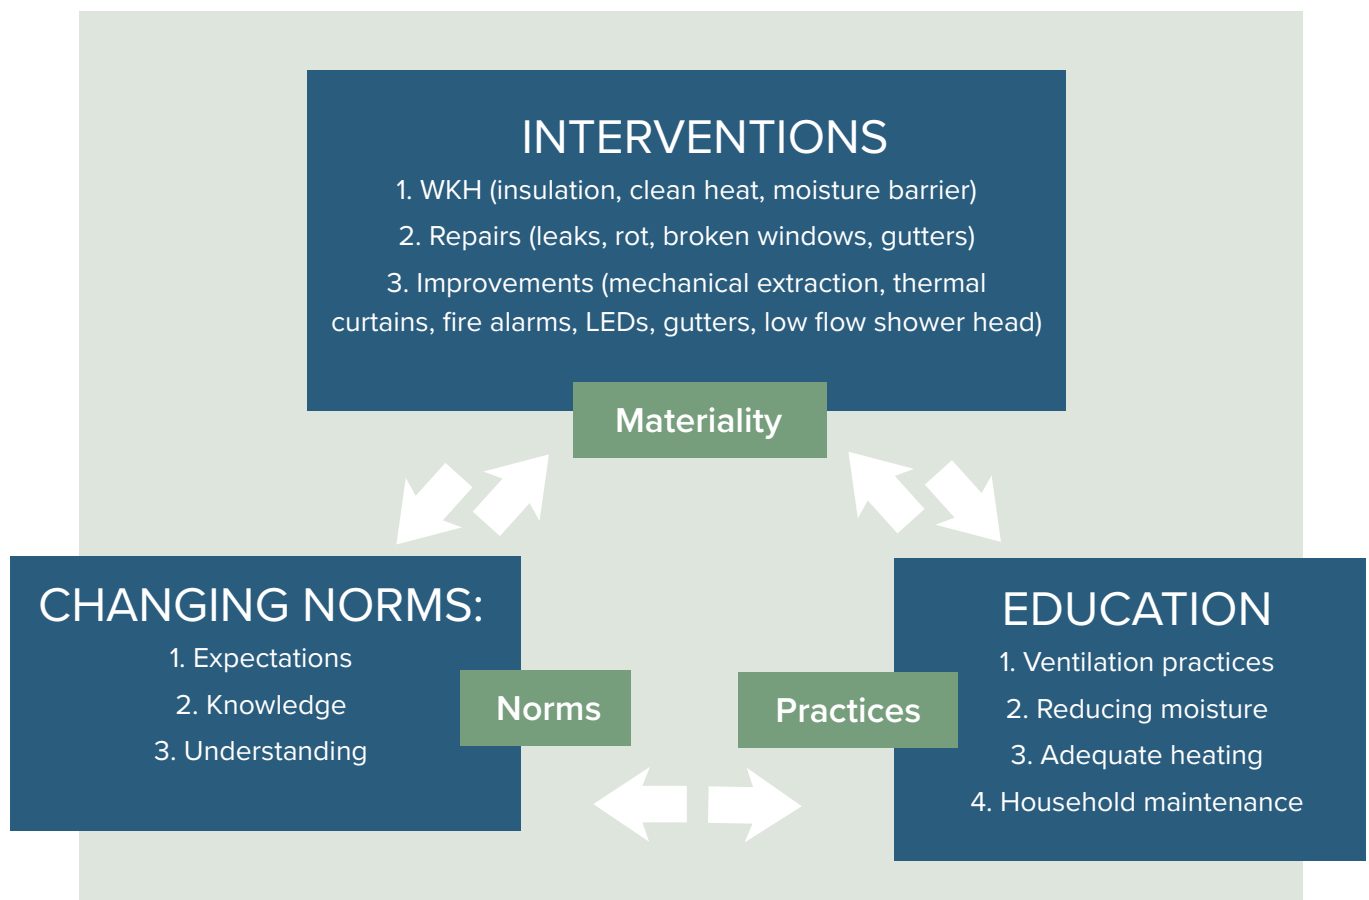 INTERVENTIONS
1. WKH (insulation, clean heat, moisture barrier)
2. Repairs (leaks, rot, broken windows, gutters)
3. Improvements (mechanical extraction, thermal
curtains, fire alarms, LEDs, gutters, low flow shower head)
Materiality
CHANGING NORMS:
1. Expectations
2. Knowledge
3. Understanding
Norms
Practices
EDUCATION
1. Ventilation practices
2. Reducing moisture
3. Adequate heating
4. Household maintenance